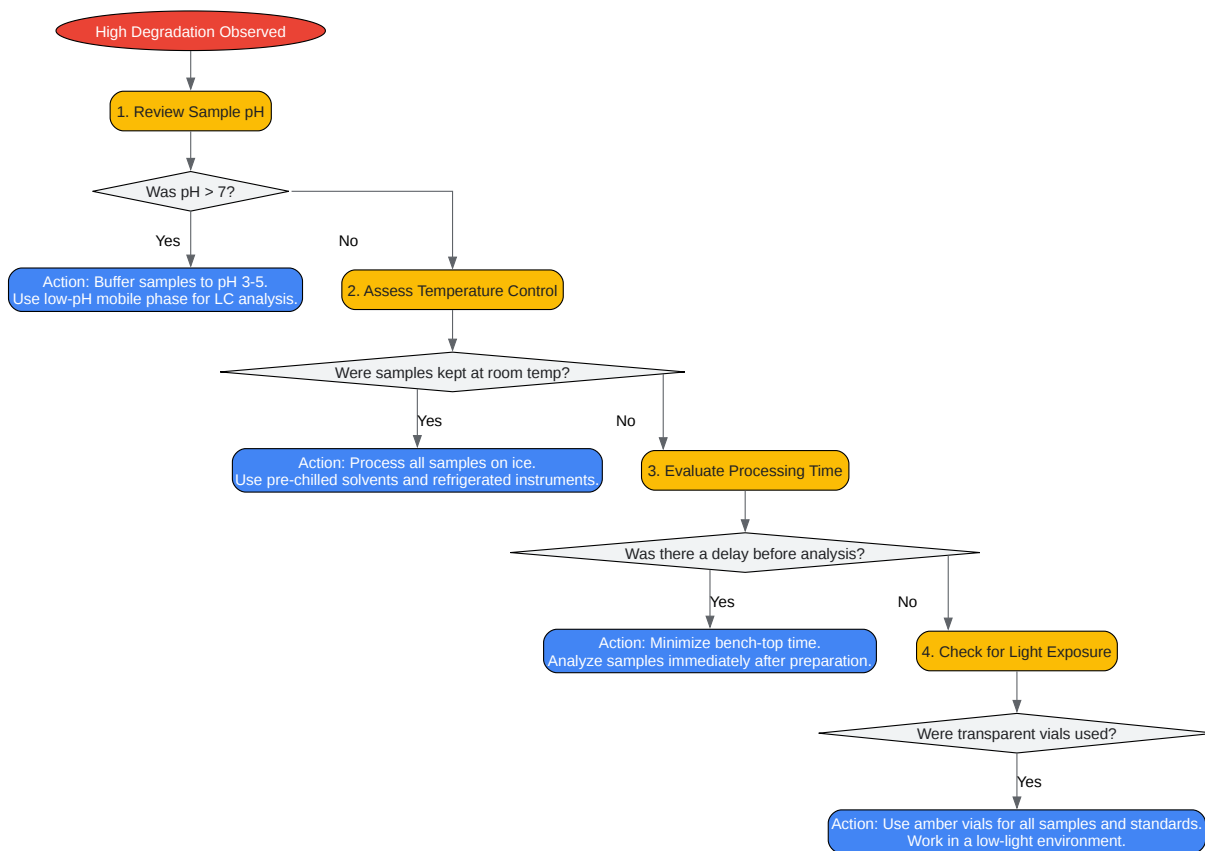 High Degradation Observed
1. Review Sample pH
Was pH > 7?
Yes
No
Action: Buffer samples to pH 3-5.
Use low-pH mobile phase for LC analysis.
2. Assess Temperature Control
Were samples kept at room temp?
Yes
No
Action: Process all samples on ice.
Use pre-chilled solvents and refrigerated instruments.
3. Evaluate Processing Time
Was there a delay before analysis?
Yes
No
Action: Minimize bench-top time.
Analyze samples immediately after preparation.
4. Check for Light Exposure
Were transparent vials used?
Yes
Action: Use amber vials for all samples and standards.
Work in a low-light environment.